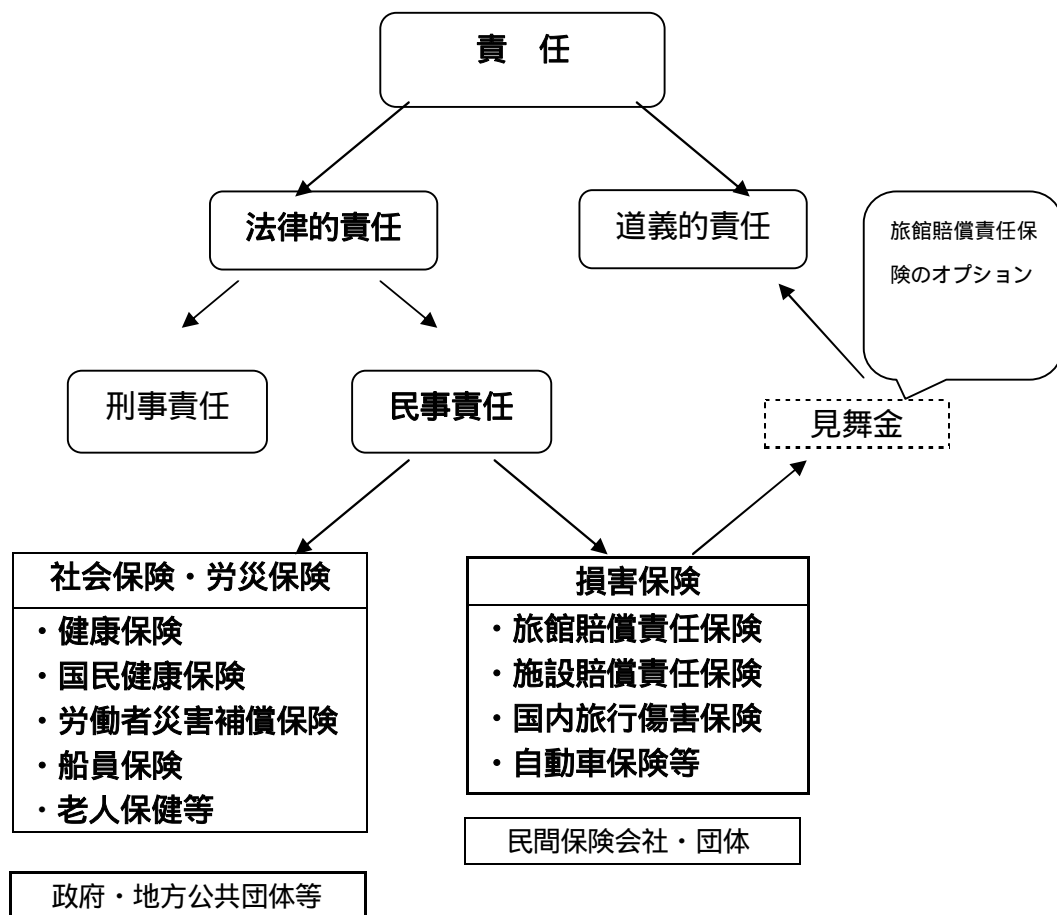 責　任
法律的責任
道義的責任
旅館賠償責任保
険のオプション
刑事責任
民事責任
見舞金
社会保険・労災保険
・健康保険
・国民健康保険
・労働者災害補償保険
・船員保険
・老人保健等
損害保険
・旅館賠償責任保険
・施設賠償責任保険
・国内旅行傷害保険
・自動車保険等
民間保険会社・団体
政府・地方公共団体等